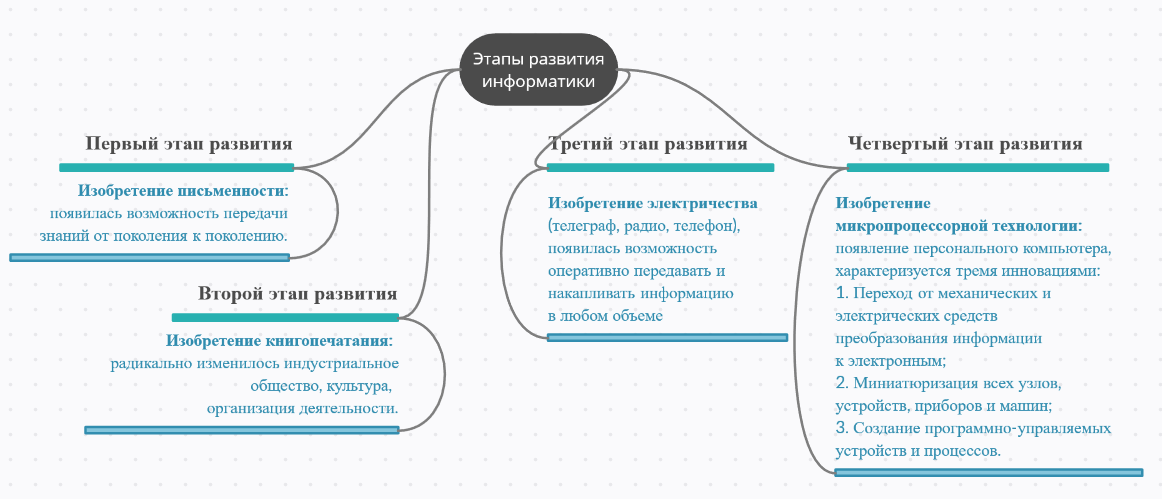 Этапы развития
информатики
Первый этап развития
Изобретение письменности:
появилась возможность передачи
знаний от поколения к поколению.
Второй этап развития
Изобретение книгопечатания:
радикально изменилось индустриальное
общество, культура,
организация деятельности.
Третий этап развития
Изобретение электричества
(телеграф, радио, телефон),
появилась возможность
оперативно передавать и
накапливать информацию
в любом объеме
Четвертый этап развития
Изобретение
микропроцессорной технологии:
появление персонального компьютера,
характеризуется тремя инновациями:
1. Переход от механических и
электрических средств
преобразования информации
к электронным;
2. Миниатюризация всех узлов,
устройств, приборов и машин;
3. Создание программно-управляемых
устройств и процессов.